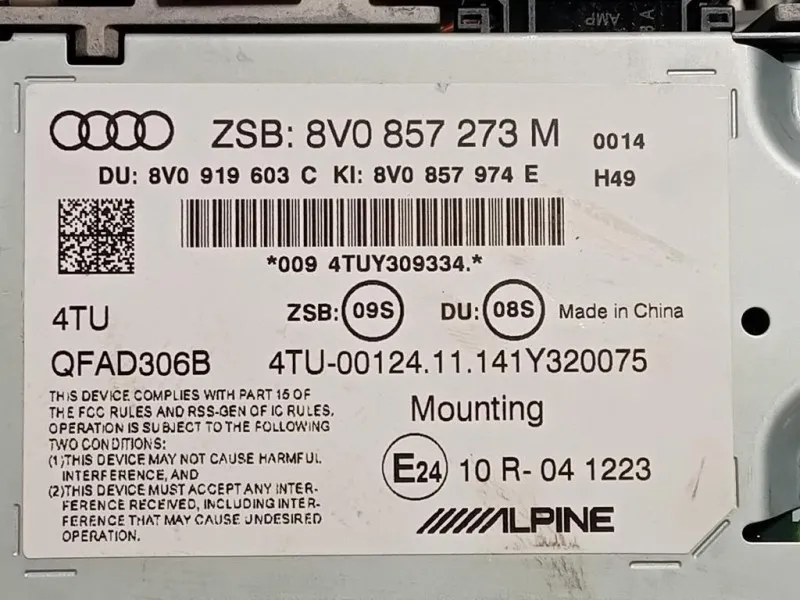 AMP
8 A
ZSB: 8V0 857 273 M 0014
DU: 8V0 919 603 C KI: 8V0 857 974 E H49
*009 4TUY309334.*
4TU ZSB: 09S DU: 08S Made in China
QFAD306B 4TU-00124.11.141Y320075
THIS DEVICE COMPLIES WITH PART 15 OF
THE FCC RULES AND RSS-GEN OF IC RULES.
OPERATION IS SUBJECT TO THE FOLLOWING
TWO CONDITIONS:
(1)THIS DEVICE MAY NOT CAUSE HARMFUL
INTERFERENCE, AND
(2)THIS DEVICE MUST ACCEPT ANY INTER-
FERENCE RECEIVED, INCLUDING INTER-
FERENCE THAT MAY CAUSE UNDESIRED
OPERATION.
Mounting
E24 10 R- 04 1223
ALPINE